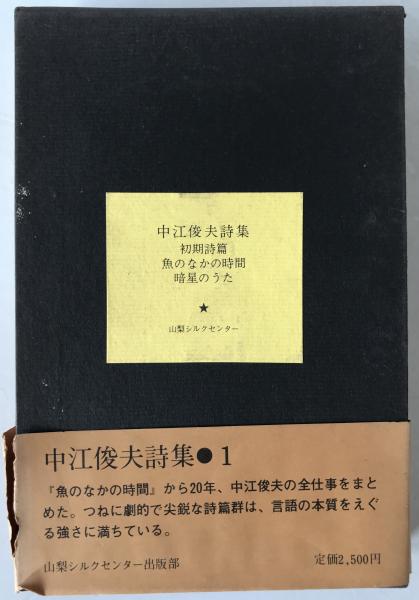 中江俊夫詩集
初期詩篇
魚のなかの時間
暗星のうた
★
山梨シルクセンター
中江俊夫詩集●1
『魚のなかの時間』から20年、中江俊夫の全仕事をまと
めた。つねに劇的で尖鋭な詩篇群は、言語の本質をえぐ
る強さに満ちている。
山梨シルクセンター出版部 定価2,500円